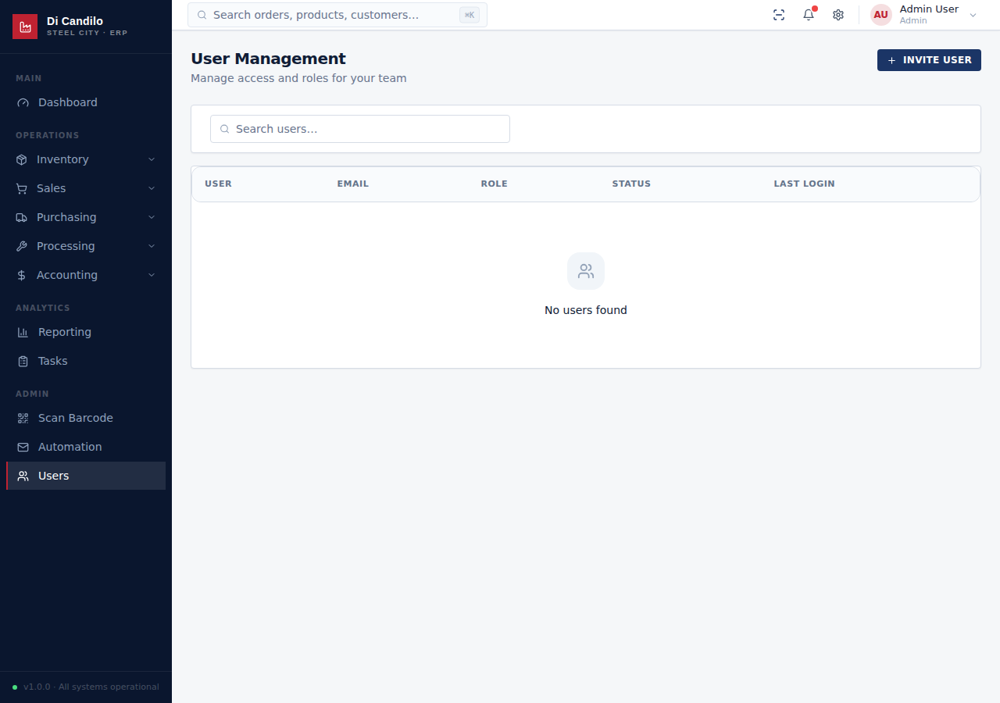 Di Candilo
STEEL CITY · ERP
MAIN
Dashboard
OPERATIONS
Inventory
Sales
Purchasing
Processing
Accounting
ANALYTICS
Reporting
Tasks
ADMIN
Scan Barcode
Automation
Users
v1.0.0 · All systems operational
Search orders, products, customers…
⌘K
AU
Admin User
Admin
User Management
Manage access and roles for your team
INVITE USER
Search users…
USER EMAIL ROLE STATUS LAST LOGIN
No users found